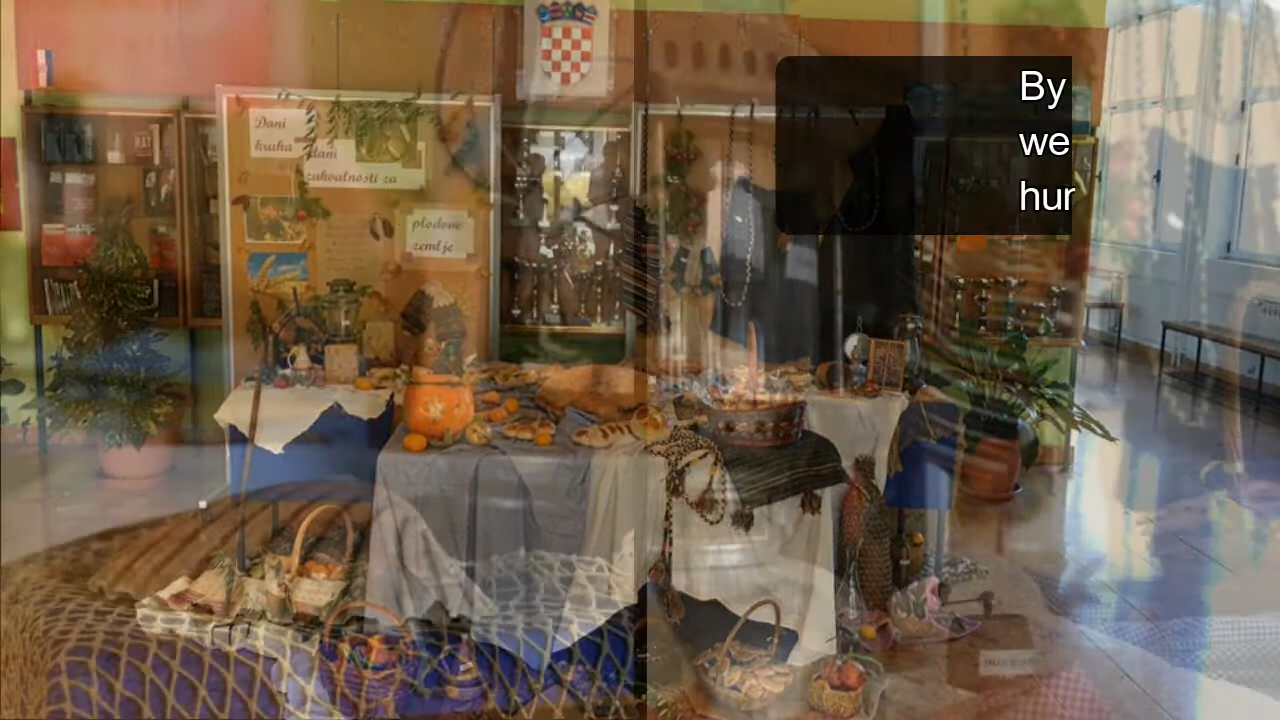 Dani
kruha
dani
zahvalnosti za
plodove
zemlje
By
we
hur